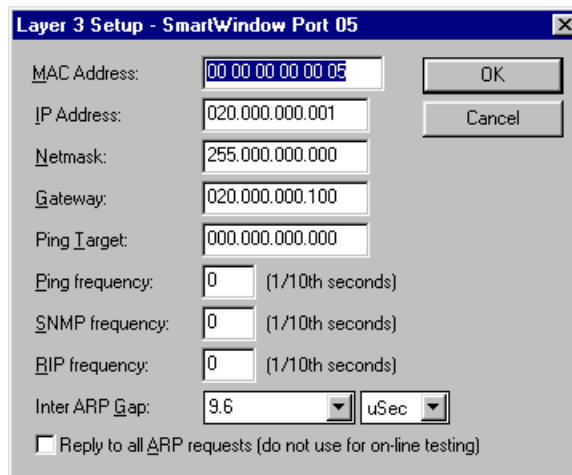 Layer 3 Setup - SmartWindow Port 05
MAC Address: 00 00 00 00 00 05 OK
IP Address: 020.000.000.001 Cancel
Netmask: 255.000.000.000
Gateway: 020.000.000.100
Ping Target: 000.000.000.000
Ping frequency: 0 (1/10th seconds)
SNMP frequency: 0 (1/10th seconds)
RIP frequency: 0 (1/10th seconds)
Inter ARP Gap: 9.6 uSec
Reply to all ARP requests (do not use for on-line testing)